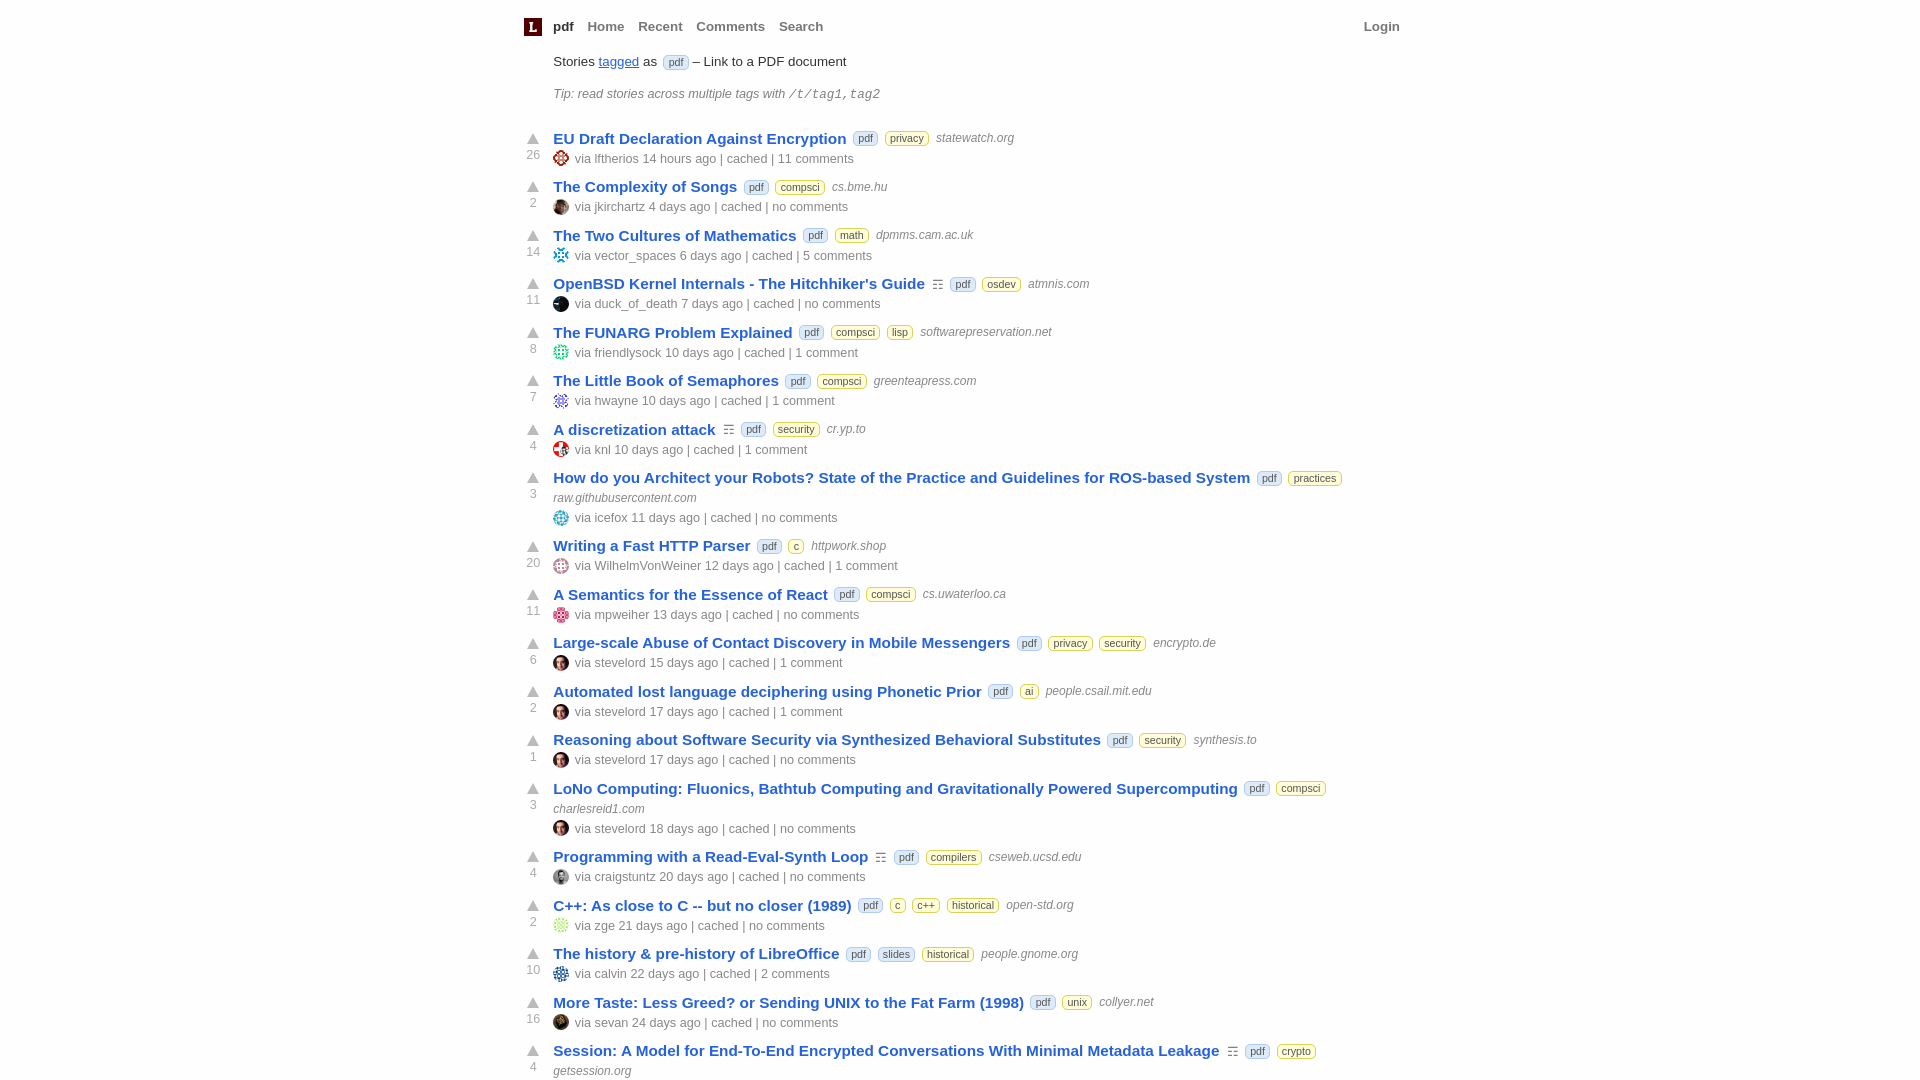 L pdf Home Recent Comments Search Login
Stories tagged as pdf – Link to a PDF document
Tip: read stories across multiple tags with /t/tag1,tag2
EU Draft Declaration Against Encryption pdf privacy statewatch.org
26 via lftherios 14 hours ago | cached | 11 comments
The Complexity of Songs pdf compsci cs.bme.hu
2 via jkirchartz 4 days ago | cached | no comments
The Two Cultures of Mathematics pdf math dpmms.cam.ac.uk
14 via vector_spaces 6 days ago | cached | 5 comments
OpenBSD Kernel Internals - The Hitchhiker's Guide ☶ pdf osdev atmnis.com
11 via duck_of_death 7 days ago | cached | no comments
The FUNARG Problem Explained pdf compsci lisp softwarepreservation.net
8 via friendlysock 10 days ago | cached | 1 comment
The Little Book of Semaphores pdf compsci greenteapress.com
7 via hwayne 10 days ago | cached | 1 comment
A discretization attack ☶ pdf security cr.yp.to
4 via knl 10 days ago | cached | 1 comment
How do you Architect your Robots? State of the Practice and Guidelines for ROS-based System pdf practices
3 raw.githubusercontent.com
via icefox 11 days ago | cached | no comments
Writing a Fast HTTP Parser pdf c httpwork.shop
20 via WilhelmVonWeiner 12 days ago | cached | 1 comment
A Semantics for the Essence of React pdf compsci cs.uwaterloo.ca
11 via mpweiher 13 days ago | cached | no comments
Large-scale Abuse of Contact Discovery in Mobile Messengers pdf privacy security encrypto.de
6 via stevelord 15 days ago | cached | 1 comment
Automated lost language deciphering using Phonetic Prior pdf ai people.csail.mit.edu
2 via stevelord 17 days ago | cached | 1 comment
Reasoning about Software Security via Synthesized Behavioral Substitutes pdf security synthesis.to
1 via stevelord 17 days ago | cached | no comments
LoNo Computing: Fluonics, Bathtub Computing and Gravitationally Powered Supercomputing pdf compsci
3 charlesreid1.com
via stevelord 18 days ago | cached | no comments
Programming with a Read-Eval-Synth Loop ☶ pdf compilers cseweb.ucsd.edu
4 via craigstuntz 20 days ago | cached | no comments
C++: As close to C -- but no closer (1989) pdf c c++ historical open-std.org
2 via zge 21 days ago | cached | no comments
The history & pre-history of LibreOffice pdf slides historical people.gnome.org
10 via calvin 22 days ago | cached | 2 comments
More Taste: Less Greed? or Sending UNIX to the Fat Farm (1998) pdf unix collyer.net
16 via sevan 24 days ago | cached | no comments
Session: A Model for End-To-End Encrypted Conversations With Minimal Metadata Leakage ☶ pdf crypto
4 getsession.org